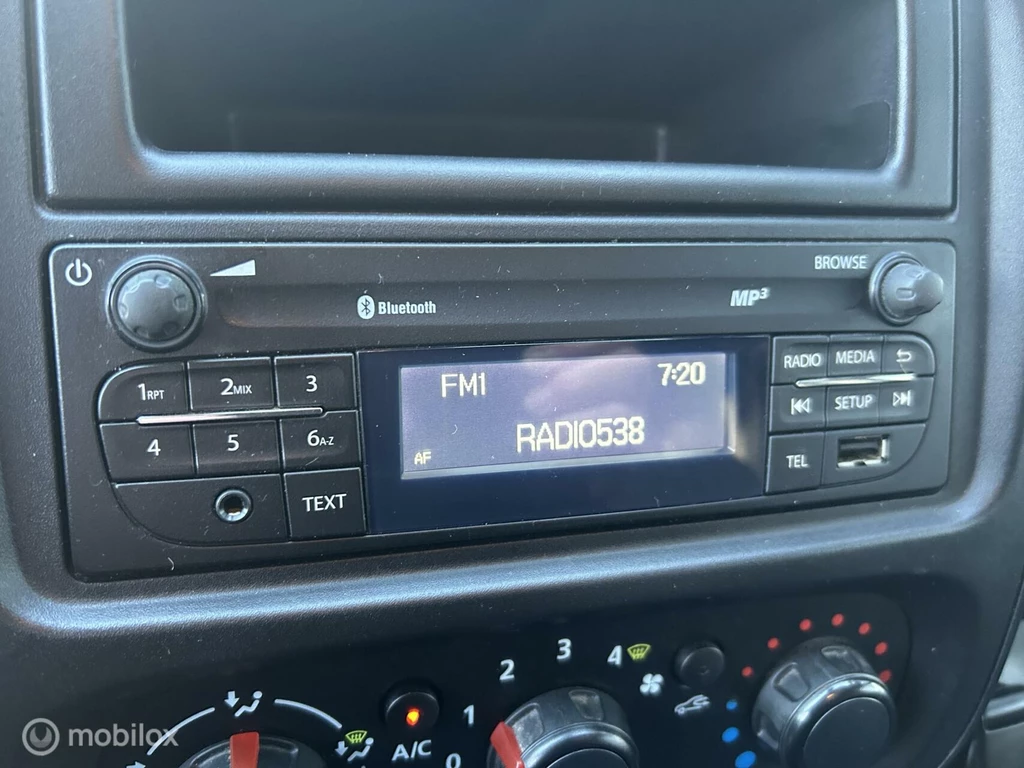 BROWSE
Bluetooth
MP3
1RPT 2MIX 3
RADIO MEDIA
FM1 7:20
4 5 6A-Z
SETUP
RADIO538
AF
TEL
TEXT
2 3 4
1
A/C 0
mobilox